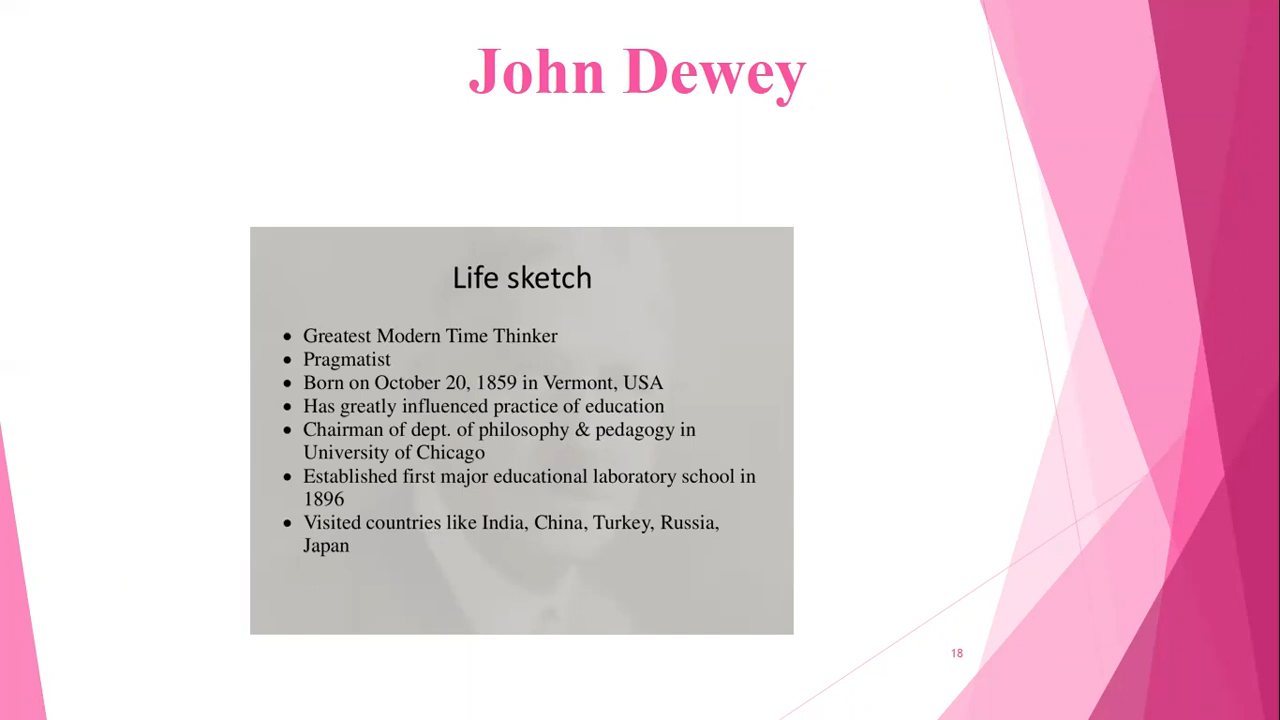 John Dewey
Life sketch
• Greatest Modern Time Thinker
• Pragmatist
• Born on October 20, 1859 in Vermont, USA
• Has greatly influenced practice of education
• Chairman of dept. of philosophy & pedagogy in
University of Chicago
• Established first major educational laboratory school in
1896
• Visited countries like India, China, Turkey, Russia,
Japan
18